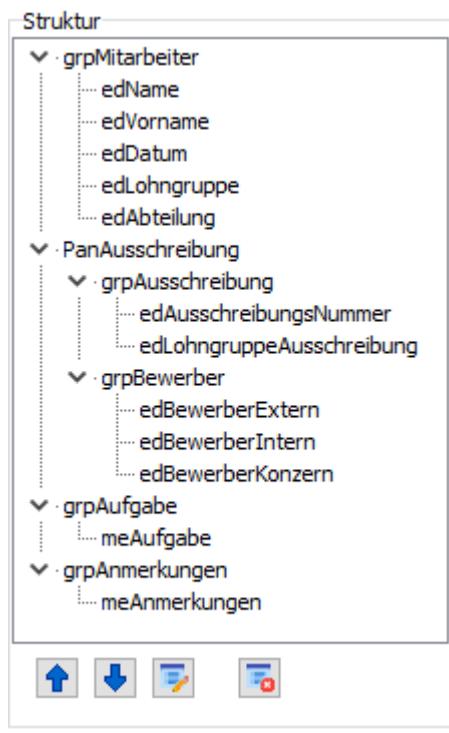 Struktur
grpMitarbeiter
edName
edVorname
edDatum
edLohngruppe
edAbteilung
PanAusschreibung
grpAusschreibung
edAusschreibungsNummer
edLohngruppeAusschreibung
grpBewerber
edBewerberExtern
edBewerberIntern
edBewerberKonzern
grpAufgabe
meAufgabe
grpAnmerkungen
meAnmerkungen